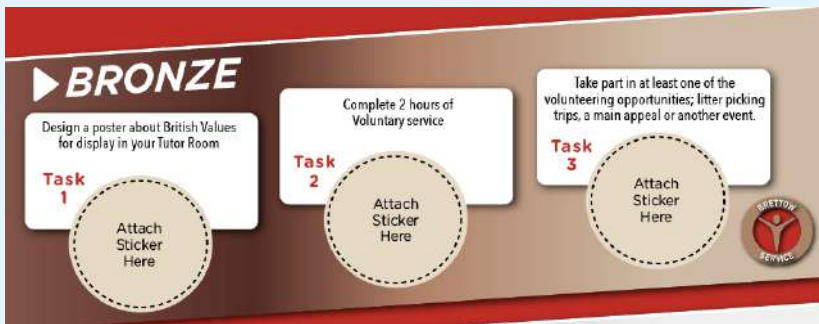 BRONZE
Design a poster about British Values
for display in your Tutor Room
Task
1
Attach
Sticker
Here
Complete 2 hours of
Voluntary service
Task
2
Attach
Sticker
Here
Take part in at least one of the
volunteering opportunities; litter picking
trips, a main appeal or another event.
Task
3
Attach
Sticker
Here
BRETTON
SERVICE